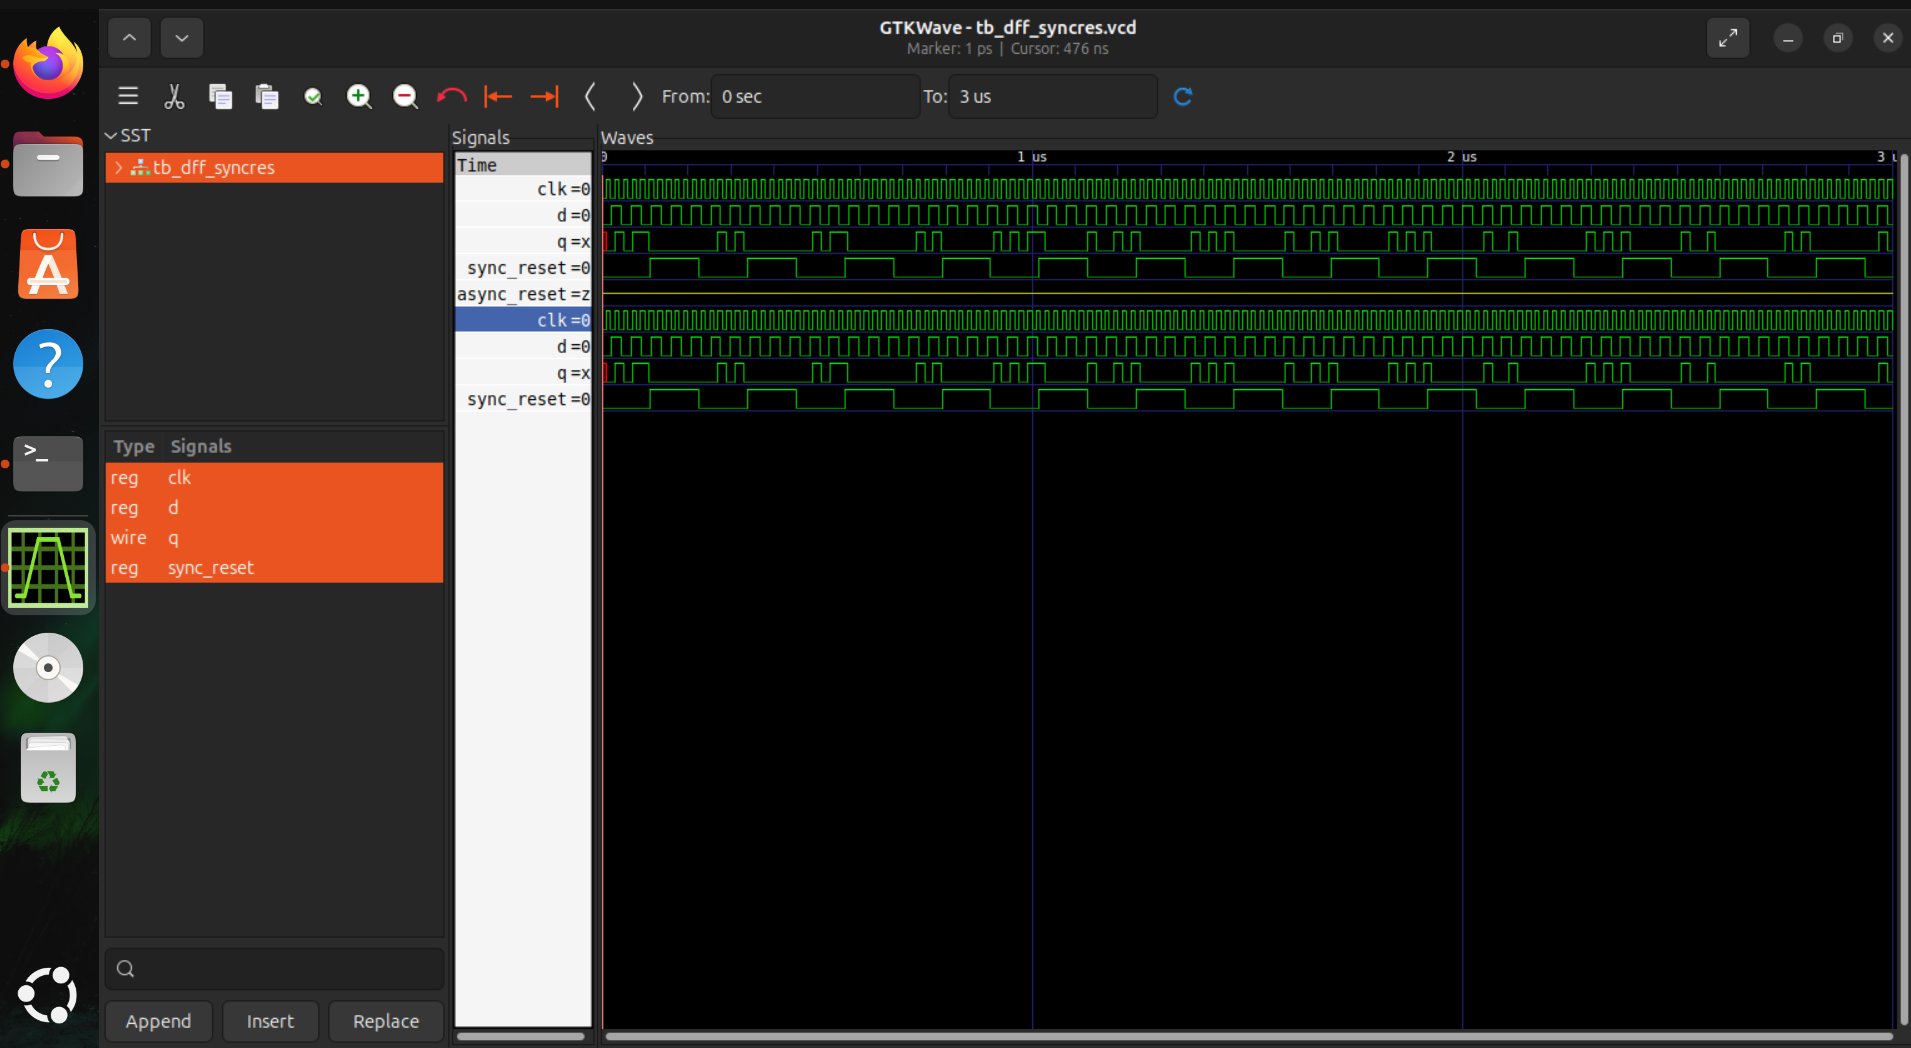 GTKWave - tb_dff_syncres.vcd
Marker: 1 ps | Cursor: 476 ns
From: 0 sec To: 3 us
SST
tb_dff_syncres
Type Signals
reg clk
reg d
wire q
reg sync_reset
Append Insert Replace
Signals
Time
clk=0
d=0
q=x
sync_reset=0
async_reset=z
clk=0
d=0
q=x
sync_reset=0
Waves
0 1 us 2 us 3 u